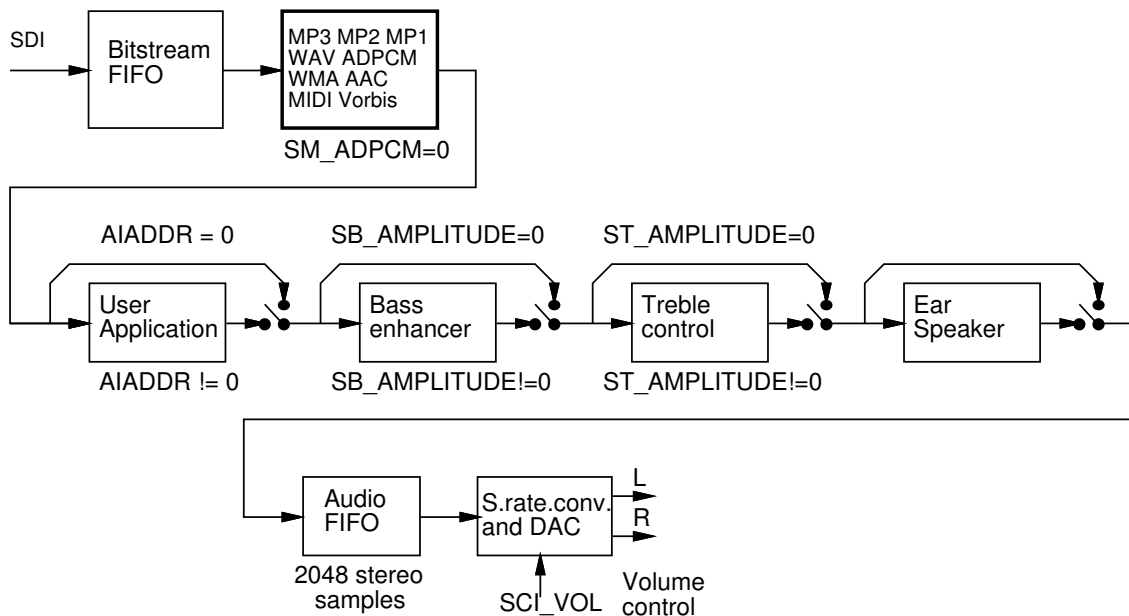 SDI
Bitstream
FIFO
MP3 MP2 MP1
WAV ADPCM
WMA AAC
MIDI Vorbis
SM_ADPCM=0
AIADDR = 0
SB_AMPLITUDE=0
ST_AMPLITUDE=0
User
Application
Bass
enhancer
Treble
control
Ear
Speaker
AIADDR != 0
SB_AMPLITUDE!=0
ST_AMPLITUDE!=0
Audio
FIFO
2048 stereo
samples
S.rate.conv.
and DAC
L
R
SCI_VOL
Volume
control